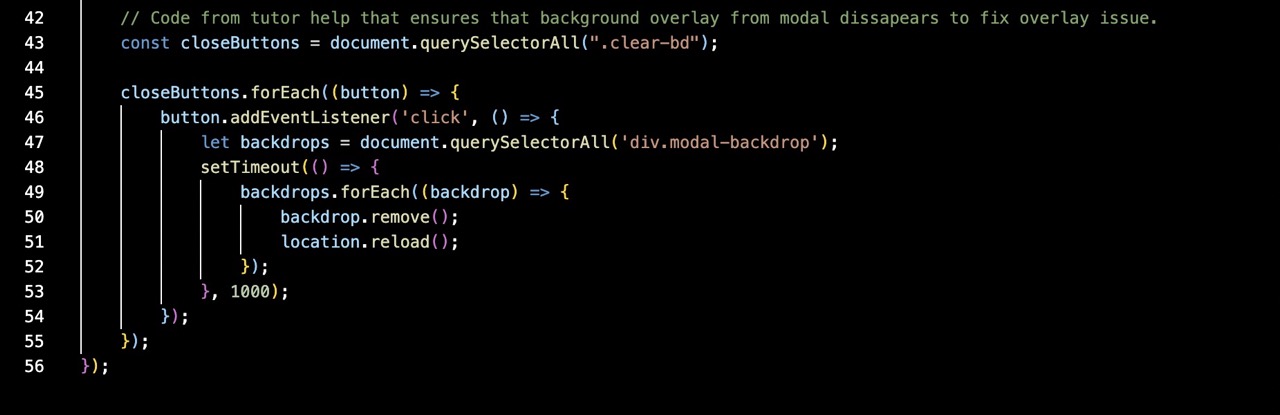 42 // Code from tutor help that ensures that background overlay from modal dissapears to fix overlay issue.
43 const closeButtons = document.querySelectorAll(".clear-bd");
44
45 closeButtons.forEach((button) => {
46 button.addEventListener('click', () => {
47 let backdrops = document.querySelectorAll('div.modal-backdrop');
48 setTimeout(() => {
49 backdrops.forEach((backdrop) => {
50 backdrop.remove();
51 location.reload();
52 });
53 }, 1000);
54 });
55 });
56 });